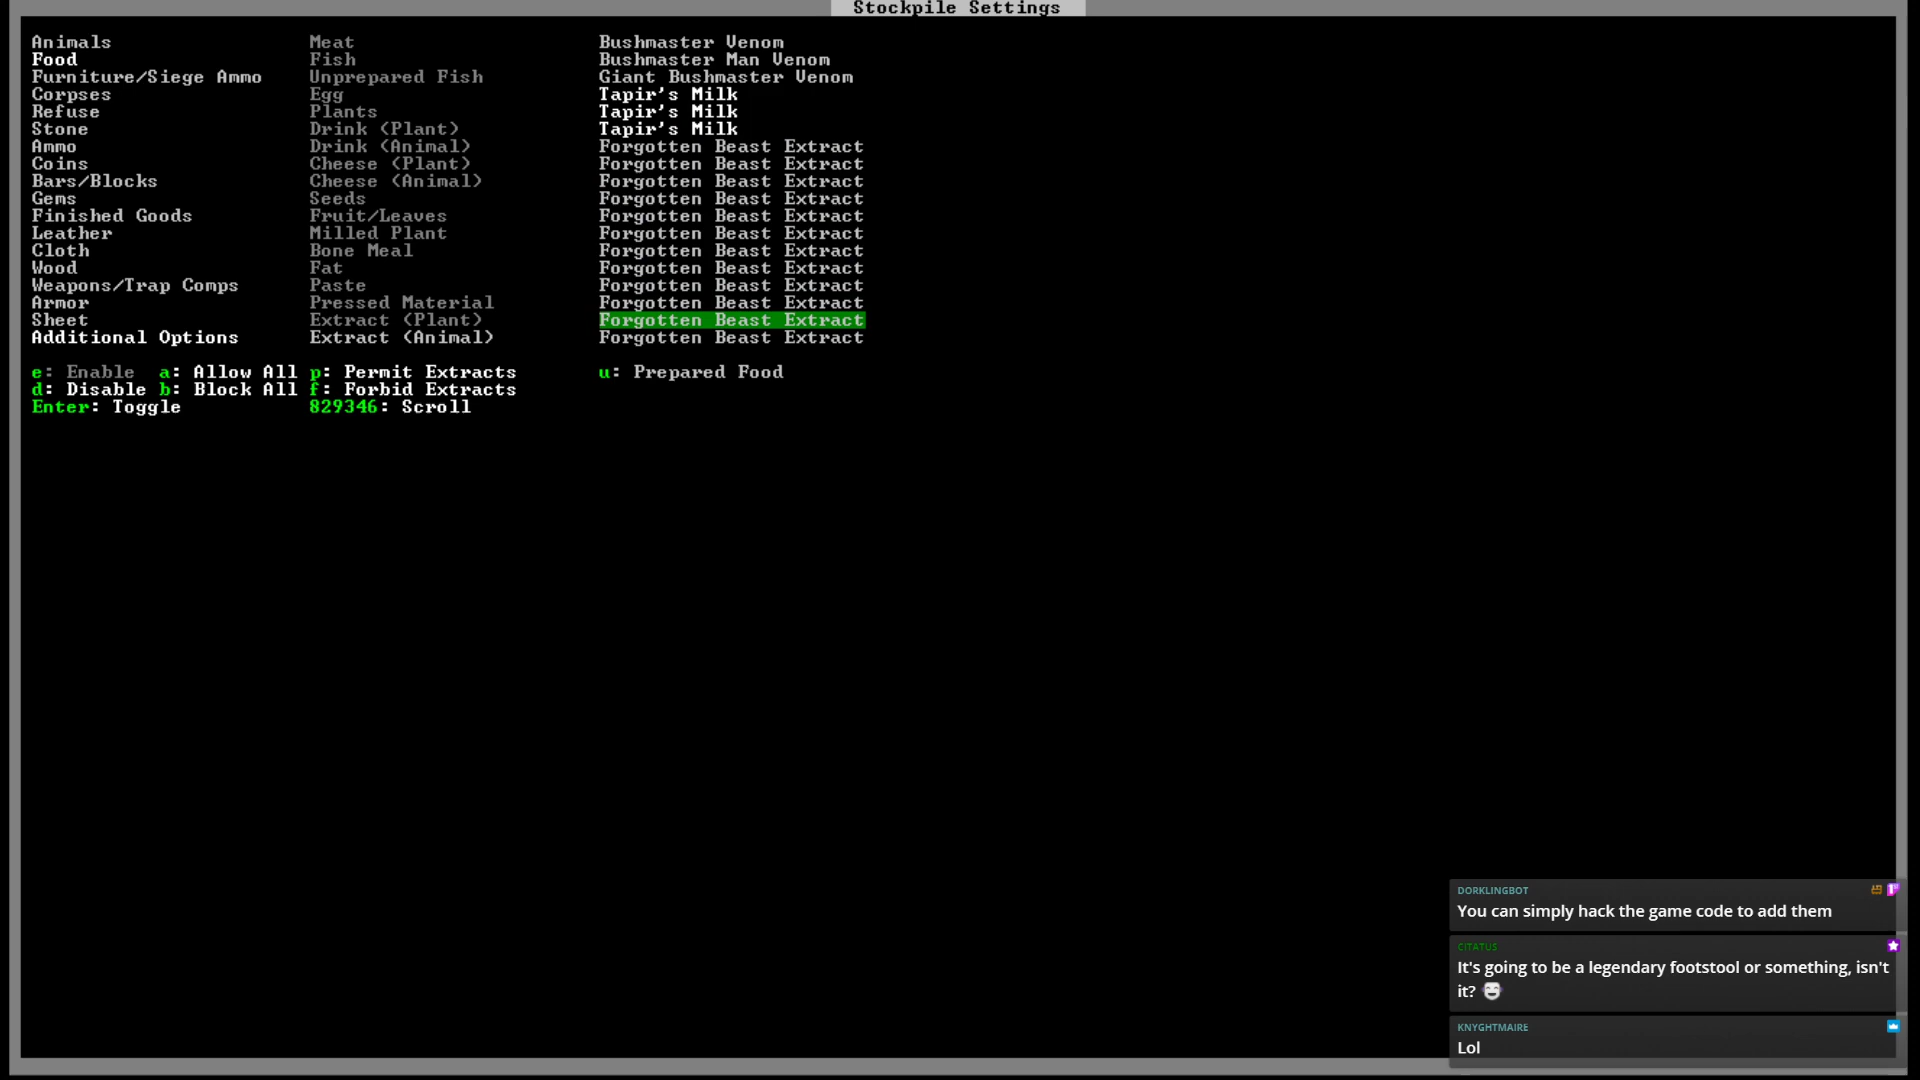 Stockpile Settings
Animals Meat Bushmaster Venom
Food Fish Bushmaster Man Venom
Furniture/Siege Ammo Unprepared Fish Giant Bushmaster Venom
Corpses Egg Tapir's Milk
Refuse Plants Tapir's Milk
Stone Drink (Plant) Tapir's Milk
Ammo Drink (Animal) Forgotten Beast Extract
Coins Cheese (Plant) Forgotten Beast Extract
Bars/Blocks Cheese (Animal) Forgotten Beast Extract
Gems Seeds Forgotten Beast Extract
Finished Goods Fruit/Leaves Forgotten Beast Extract
Leather Milled Plant Forgotten Beast Extract
Cloth Bone Meal Forgotten Beast Extract
Wood Fat Forgotten Beast Extract
Weapons/Trap Comps Paste Forgotten Beast Extract
Armor Pressed Material Forgotten Beast Extract
Sheet Extract (Plant) Forgotten Beast Extract
Additional Options Extract (Animal) Forgotten Beast Extract
e: Enable a: Allow All p: Permit Extracts u: Prepared Food
d: Disable b: Block All f: Forbid Extracts
Enter: Toggle 829346: Scroll
DORKLINGBOT
You can simply hack the game code to add them
CITATUS
It's going to be a legendary footstool or something, isn't
it?
KNYGHTMAIRE
Lol